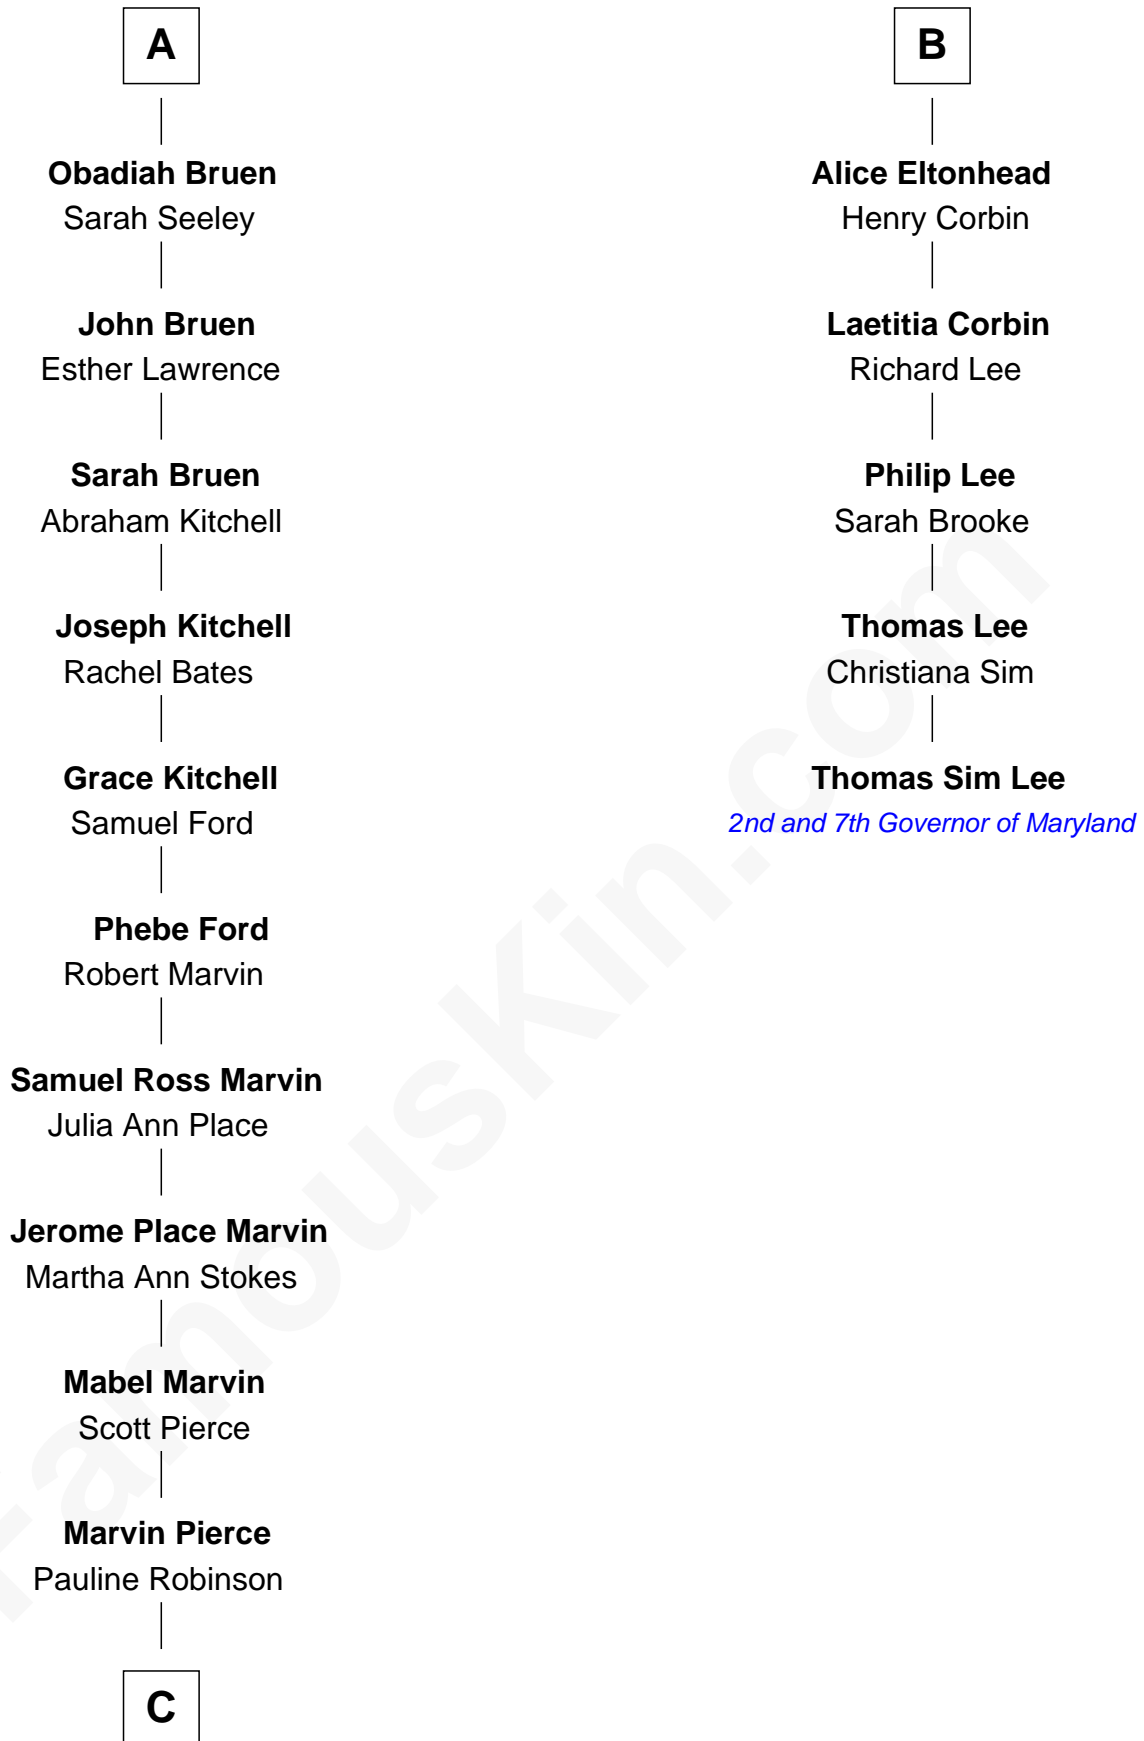 A
Obadiah Bruen
Sarah Seeley
John Bruen
Esther Lawrence
Sarah Bruen
Abraham Kitchell
Joseph Kitchell
Rachel Bates
Grace Kitchell
Samuel Ford
Phebe Ford
Robert Marvin
Samuel Ross Marvin
Julia Ann Place
Jerome Place Marvin
Martha Ann Stokes
Mabel Marvin
Scott Pierce
Marvin Pierce
Pauline Robinson
C
B
Alice Eltonhead
Henry Corbin
Laetitia Corbin
Richard Lee
Philip Lee
Sarah Brooke
Thomas Lee
Christiana Sim
Thomas Sim Lee
2nd and 7th Governor of Maryland
FamousKin.com